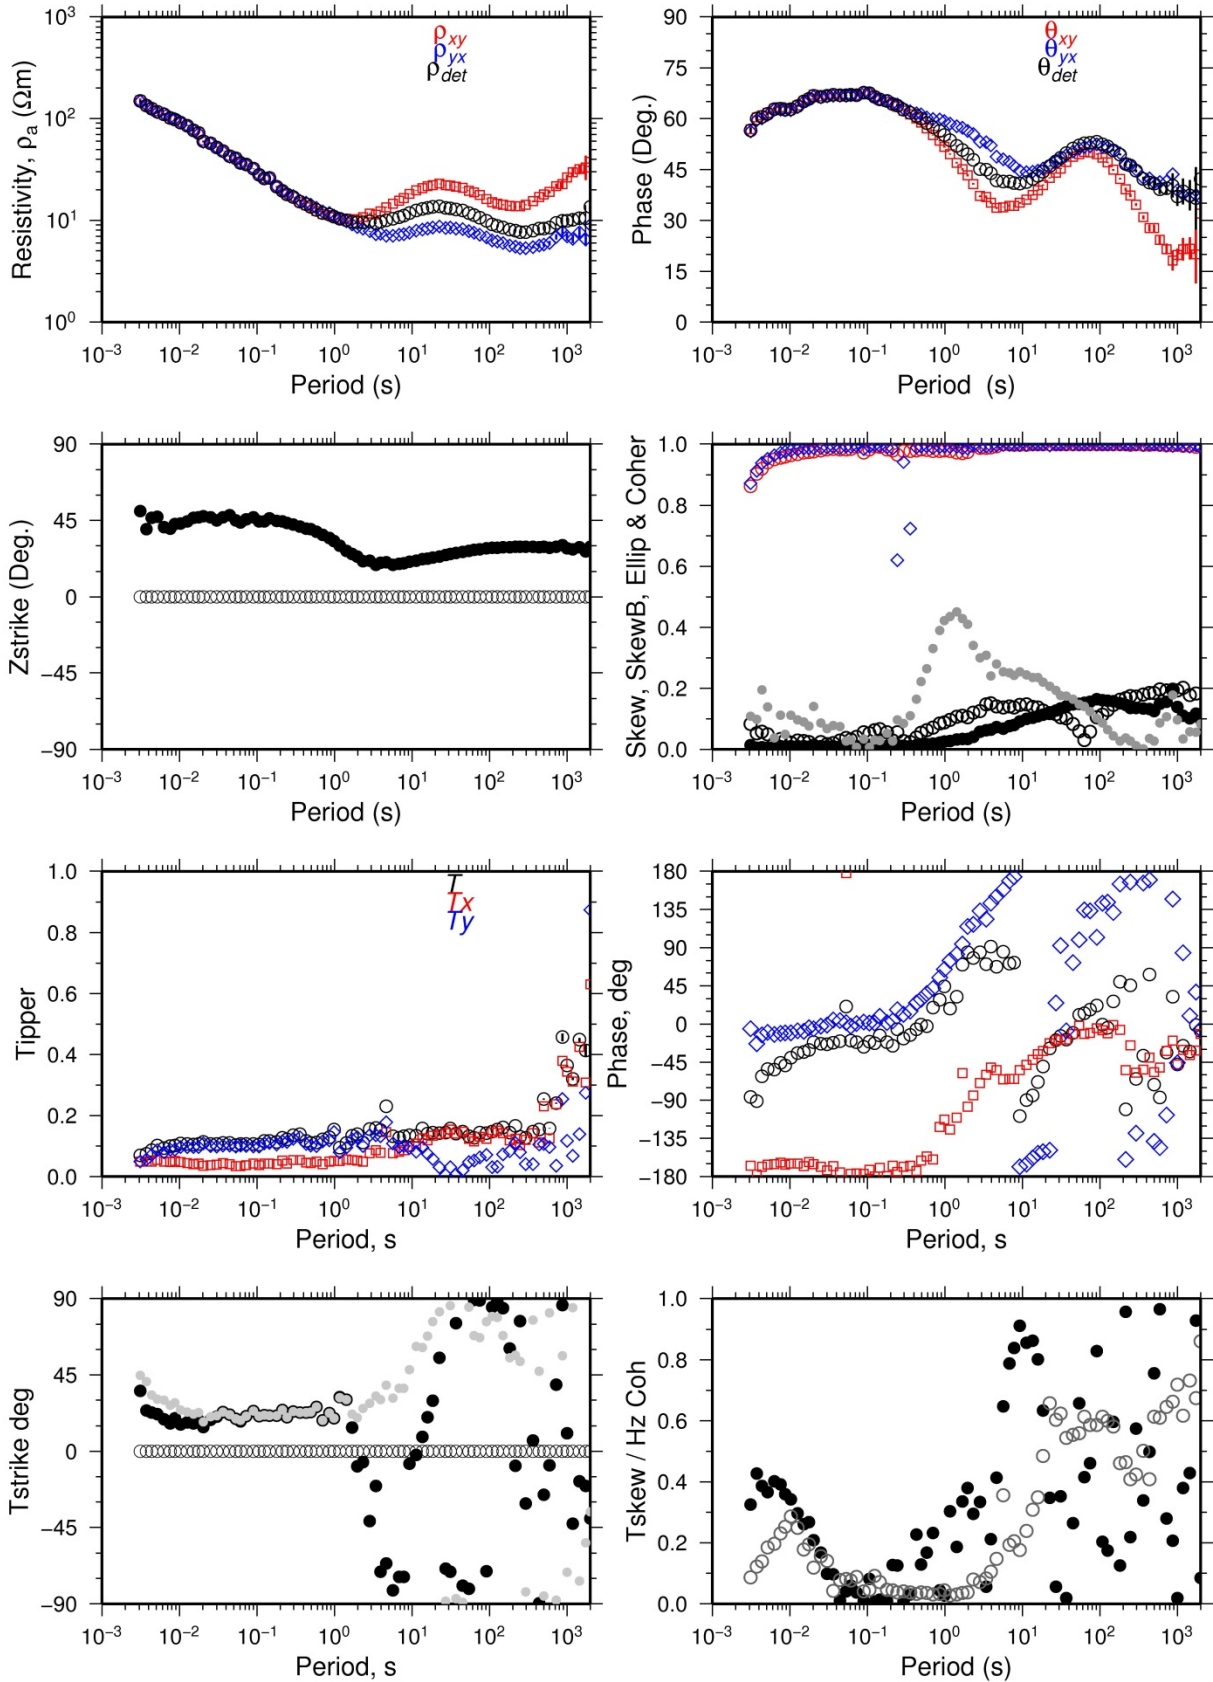 Resistivity, ρa (Ωm)
10³
10²
10¹
10⁰
ρxy
ρyx
ρdet
10⁻³ 10⁻² 10⁻¹ 10⁰ 10¹ 10² 10³
Period (s)
Phase (Deg.)
90
75
60
45
30
15
0
θxy
θyx
θdet
10⁻³ 10⁻² 10⁻¹ 10⁰ 10¹ 10² 10³
Period (s)
Zstrike (Deg.)
90
45
0
−45
−90
10⁻³ 10⁻² 10⁻¹ 10⁰ 10¹ 10² 10³
Period (s)
Skew, SkewB, Ellip & Coher
1.0
0.8
0.6
0.4
0.2
0.0
10⁻³ 10⁻² 10⁻¹ 10⁰ 10¹ 10² 10³
Period (s)
Tipper
1.0
0.8
0.6
0.4
0.2
0.0
T
Tx
Ty
10⁻³ 10⁻² 10⁻¹ 10⁰ 10¹ 10² 10³
Period, s
Phase, deg
180
135
90
45
0
−45
−90
−135
−180
10⁻³ 10⁻² 10⁻¹ 10⁰ 10¹ 10² 10³
Period, s
Tstrike deg
90
45
0
−45
−90
10⁻³ 10⁻² 10⁻¹ 10⁰ 10¹ 10² 10³
Period, s
Tskew / Hz Coh
1.0
0.8
0.6
0.4
0.2
0.0
10⁻³ 10⁻² 10⁻¹ 10⁰ 10¹ 10² 10³
Period (s)